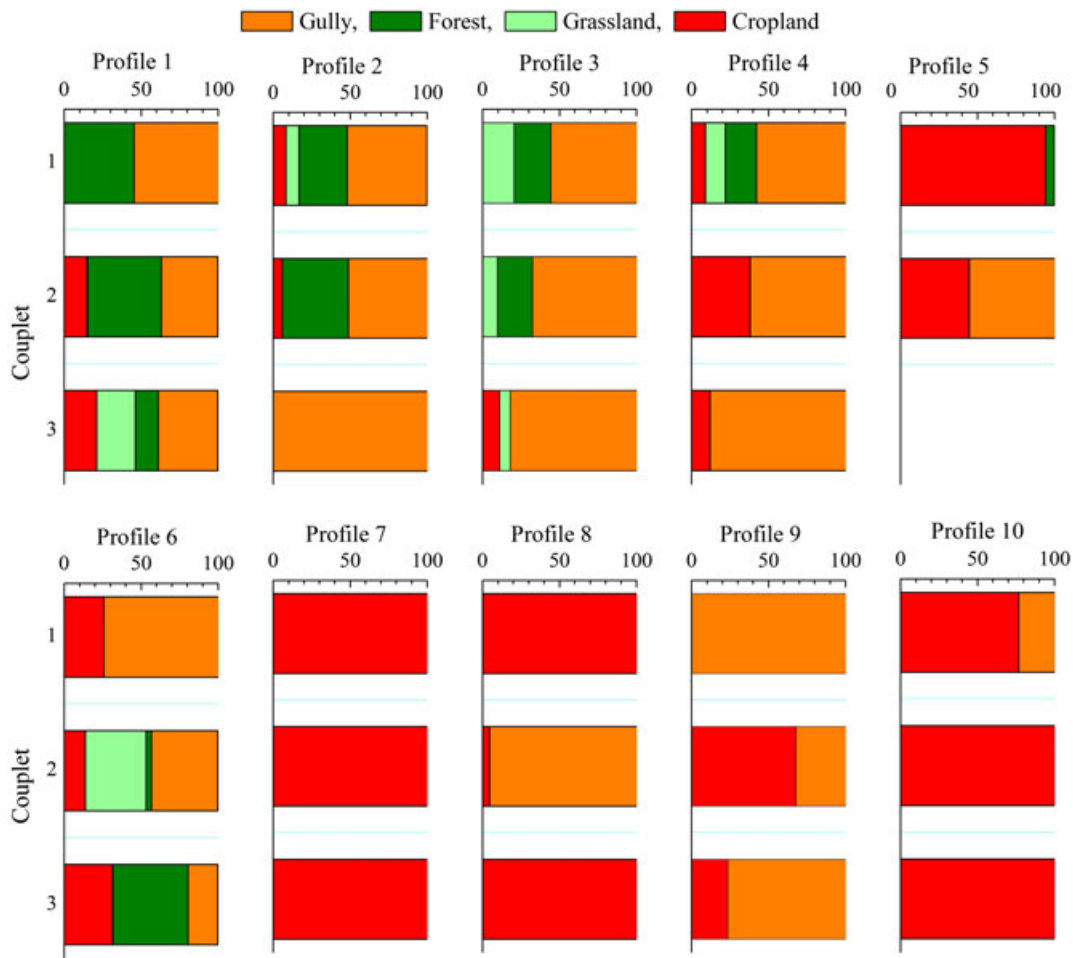 Gully, Forest, Grassland, Cropland
Profile 1 Profile 2 Profile 3 Profile 4 Profile 5
0 50 100 0 50 100 0 50 100 0 50 100 0 50 100
1
2
3
Couplet
Profile 6 Profile 7 Profile 8 Profile 9 Profile 10
0 50 100 0 50 100 0 50 100 0 50 100 0 50 100
1
2
3
Couplet